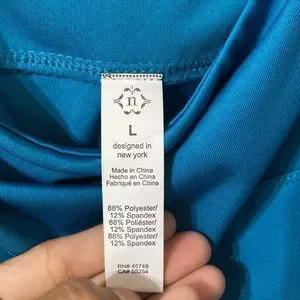 n
L
designed in
new york
Made in China
Hecho en China
Fabriqué en Chine
88% Polyester/
12% Spandex
88% Poliéster/
12% Spandex
88% Polyester/
12% Spandex
RN# 45749
CA# 55254